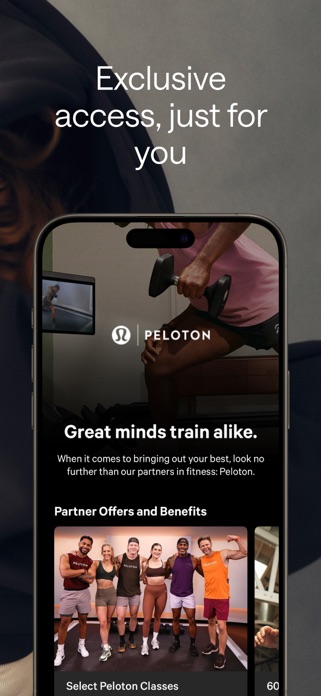 Exclusive
access, just for
you
PELOTON
Great minds train alike.
When it comes to bringing out your best, look no
further than our partners in fitness: Peloton.
Partner Offers and Benefits
Select Peloton Classes
60